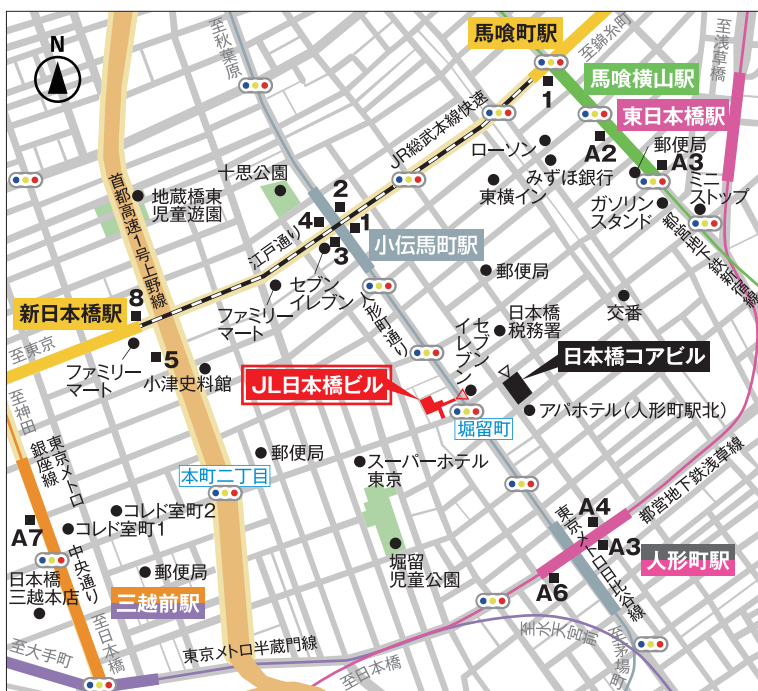 N
至秋葉原
馬喰町駅
至錦糸町
至浅草橋
馬喰横山駅
東日本橋駅
1
A2
郵便局
A3
ミニ
ストップ
ローソン
みずほ銀行
東横イン
ガソリン
スタンド
都営地下鉄新宿線
JR総武本線快速
首都高速1号上野線
地蔵橋東
児童遊園
十思公園
2
4
1
3
江戸通り
小伝馬町駅
セブン
イレブン
ファミリー
マート
人形町通り
郵便局
交番
日本橋
税務署
セブン
イレブン
日本橋コアビル
アパホテル(人形町駅北)
JL日本橋ビル
堀留町
新日本橋駅
8
至東京
ファミリー
マート
5
小津史料館
至神田
東京メトロ
銀座線
郵便局
本町二丁目
スーパーホテル
東京
コレド室町2
コレド室町1
A7
日本橋
三越本店
中央通り
郵便局
三越前駅
堀留
児童公園
都営地下鉄浅草線
A4
A3
人形町駅
A6
東京メトロ日比谷線
至大手町
至日本橋
東京メトロ半蔵門線
至日本橋
至水天宮前
至茅場町